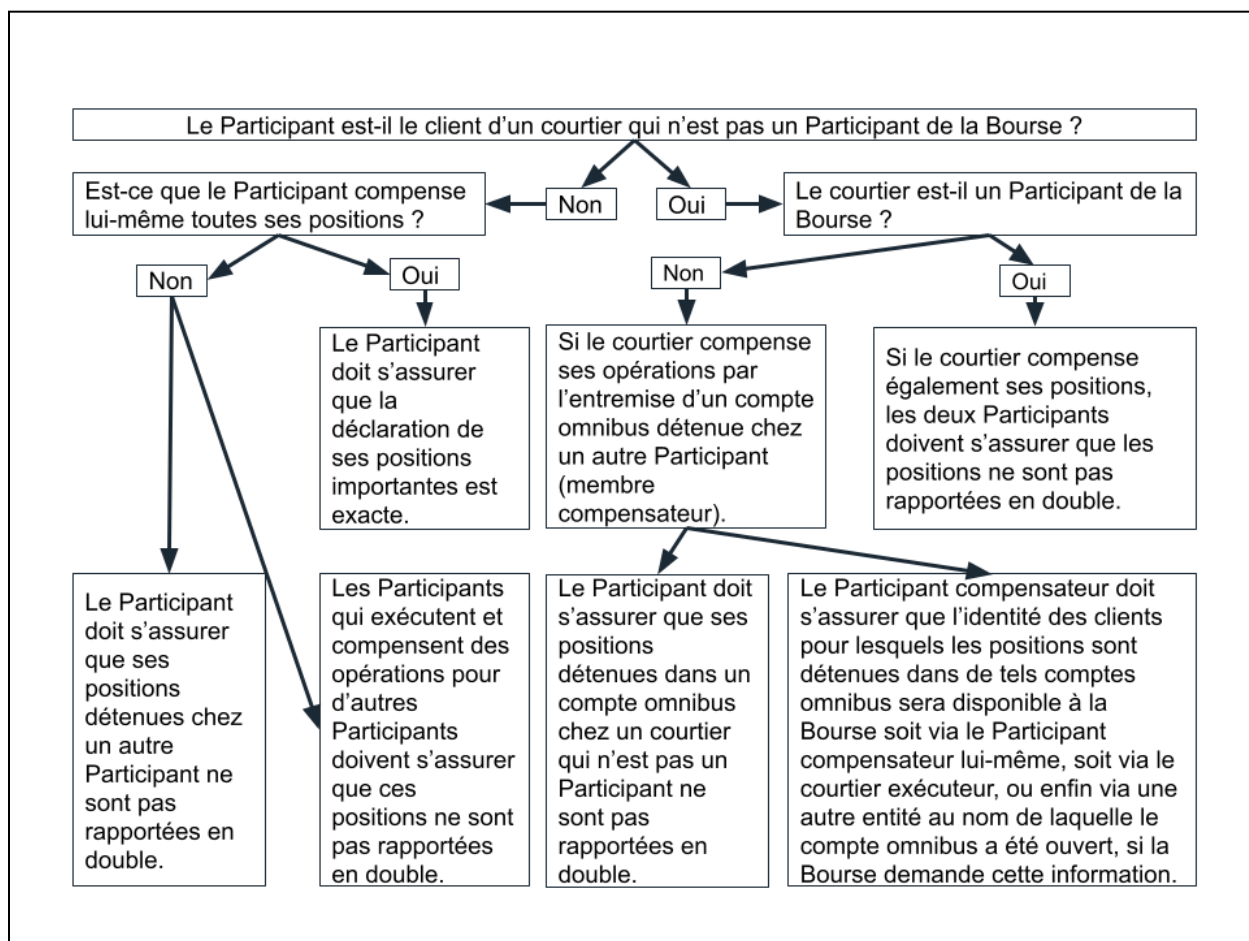 Le Participant est-il le client d’un courtier qui n’est pas un Participant de la Bourse ?
Est-ce que le Participant compense
lui-même toutes ses positions ?
Non
Oui
Le courtier est-il un Participant de la
Bourse ?
Non
Oui
Non
Oui
Le Participant
doit s’assurer
que la
déclaration de
ses positions
importantes est
exacte.
Si le courtier compense
ses opérations par
l’entremise d’un compte
omnibus détenue chez
un autre Participant
(membre
compensateur).
Si le courtier compense
également ses positions,
les deux Participants
doivent s’assurer que les
positions ne sont pas
rapportées en double.
Le Participant
doit s’assurer
que ses
positions
détenues chez
un autre
Participant ne
sont pas
rapportées en
double.
Les Participants
qui exécutent et
compensent des
opérations pour
d’autres
Participants
doivent s’assurer
que ces
positions ne sont
pas rapportées
en double.
Le Participant doit
s’assurer que ses
positions
détenues dans un
compte omnibus
chez un courtier
qui n’est pas un
Participant ne
sont pas
rapportées en
double.
Le Participant compensateur doit
s’assurer que l’identité des clients
pour lesquels les positions sont
détenues dans de tels comptes
omnibus sera disponible à la
Bourse soit via le Participant
compensateur lui-même, soit via le
courtier exécuteur, ou enfin via une
autre entité au nom de laquelle le
compte omnibus a été ouvert, si la
Bourse demande cette information.